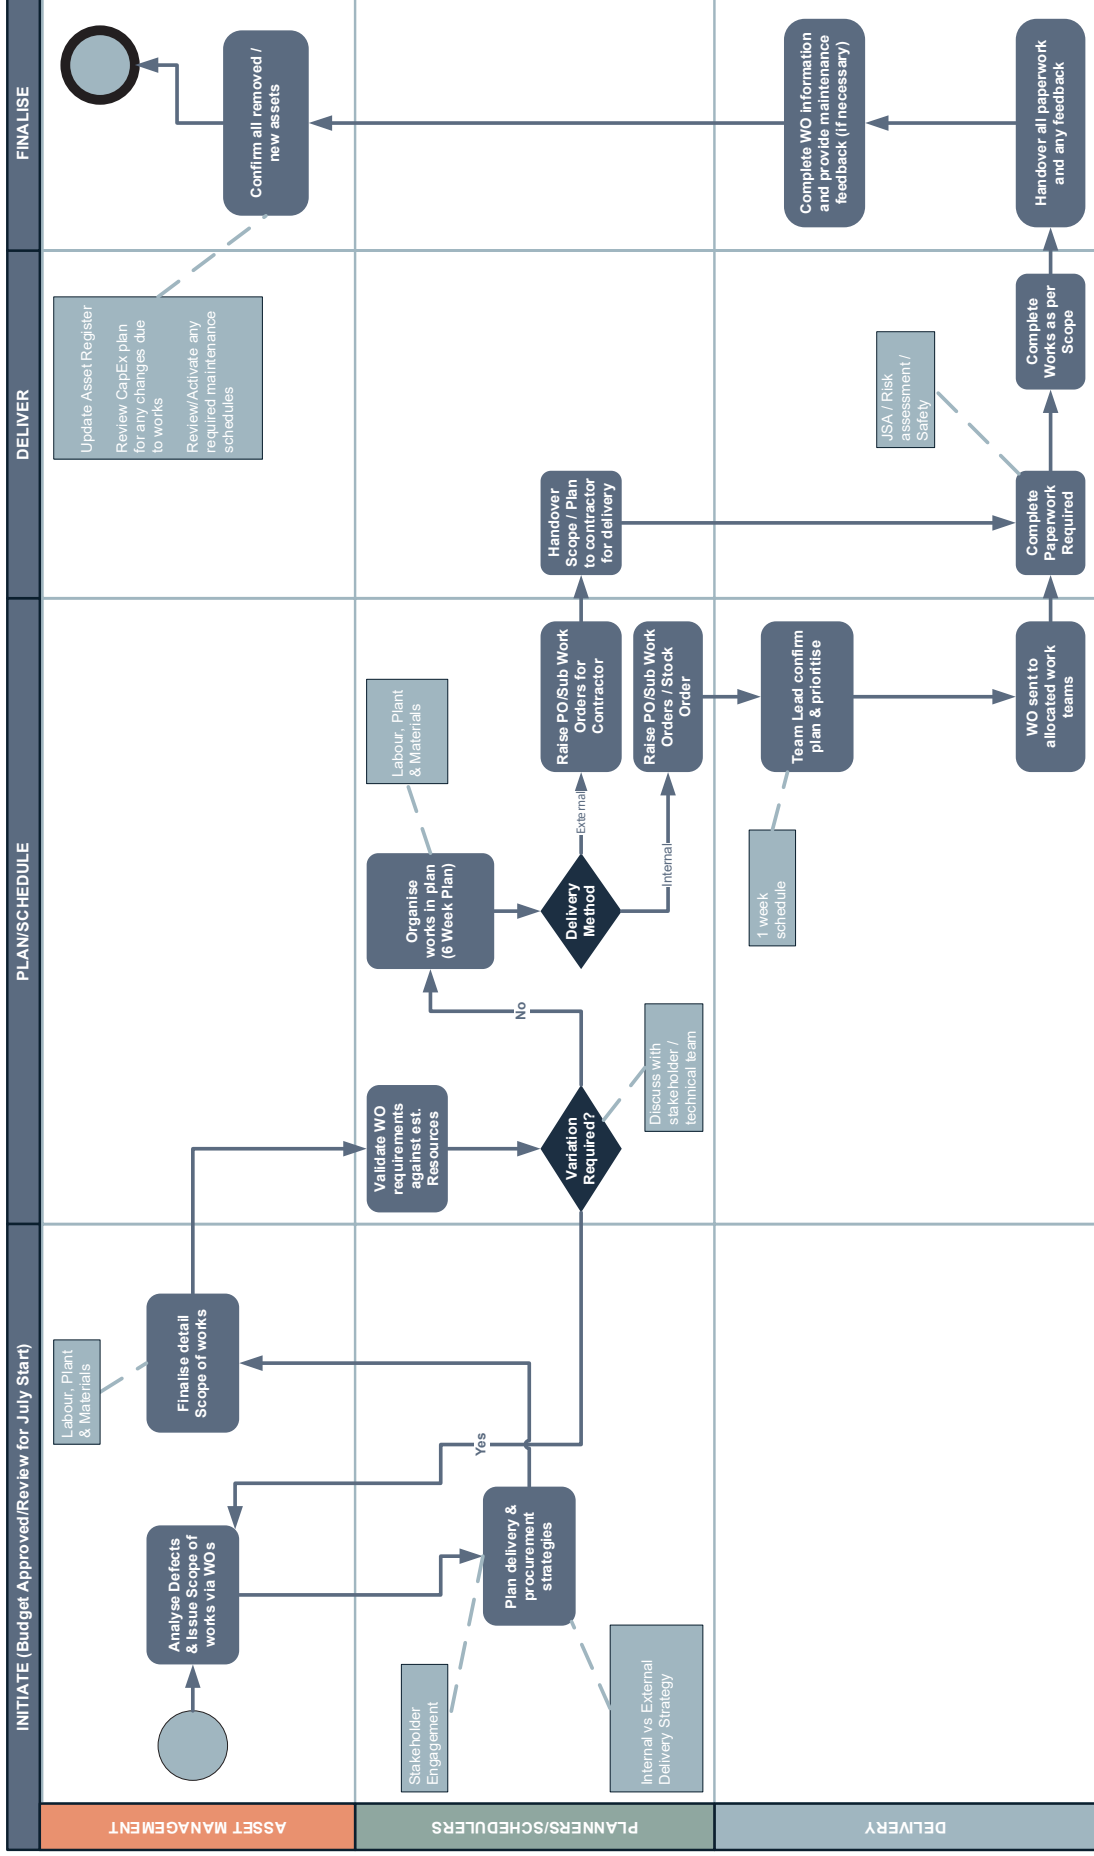 INITIATE (Budget Approved/Review for July Start)
PLAN/SCHEDULE
DELIVER
FINALISE
ASSET MANAGEMENT
Analyse Defects
& Issue Scope of
works via WOs
Labour, Plant
& Materials
Finalise detail
Scope of works
Update Asset Register
Review CapEx plan
for any changes due
to works
Review/Activate any
required maintenance
schedules
Confirm all removed /
new assets
PLANNERS/SCHEDULERS
Stakeholder
Engagement
Plan delivery &
procurement
strategies
Internal vs External
Delivery Strategy
Yes
Validate WO
requirements
against est.
Resources
Variation
Required?
Discuss with
stakeholder /
technical team
No
Organise
works in plan
(6 Week Plan)
Labour, Plant
& Materials
Delivery
Method
External
Internal
Raise PO/Sub Work
Orders for
Contractor
Raise PO/Sub Work
Orders / Stock
Order
Handover
Scope / Plan
to contractor
for delivery
DELIVERY
1 week
schedule
Team Lead confirm
plan & prioritise
WO sent to
allocated work
teams
JSA / Risk
assessment /
Safety
Complete
Paperwork
Required
Complete
Works as per
Scope
Complete WO information
and provide maintenance
feedback (if necessary)
Handover all paperwork
and any feedback